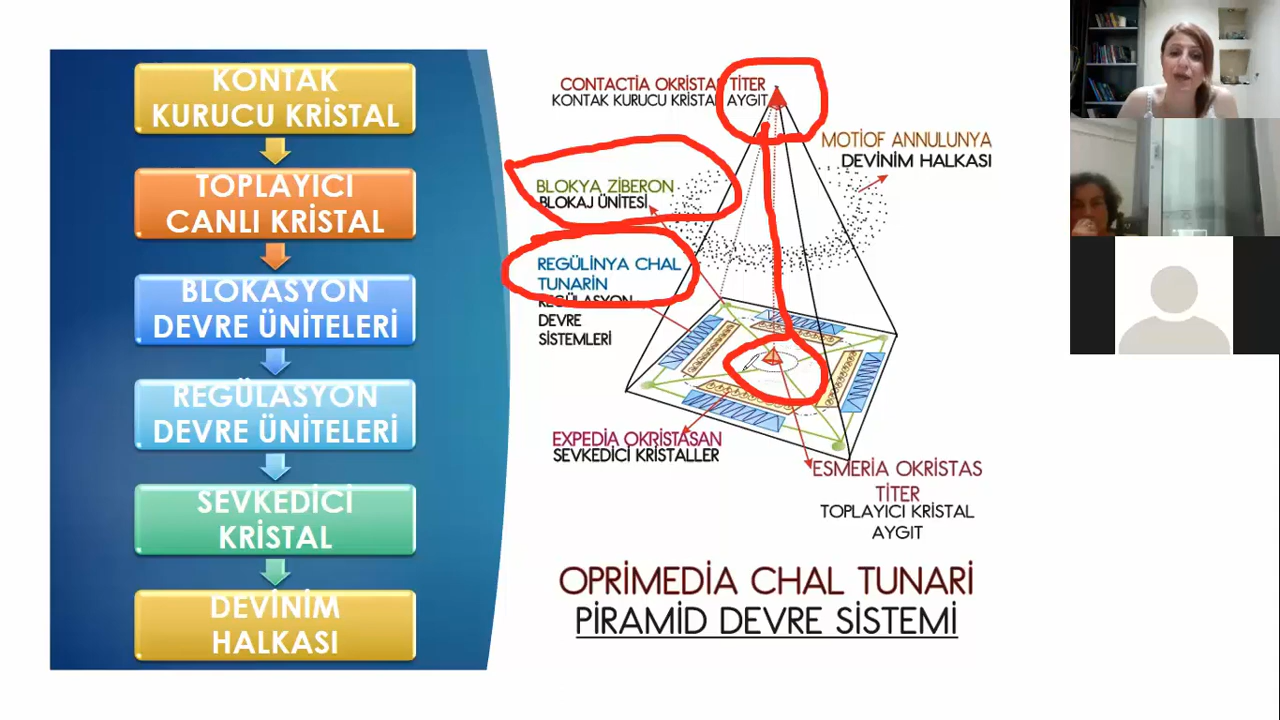 KONTAK
KURUCU KRİSTAL
TOPLAYICI
CANLI KRİSTAL
BLOKASYON
DEVRE ÜNİTELERİ
REGÜLASYON
DEVRE ÜNİTELERİ
SEVKEDİCİ
KRİSTAL
DEVİNİM
HALKASI
CONTACTİA OKRİSTAS TİTER
KONTAK KURUCU KRİSTAL AYGIT
MOTİOF ANNULUNYA
DEVİNİM HALKASI
BLOKYA ZİBERON
BLOKAJ ÜNİTESİ
REGÜLİNYA CHAL
TUNARİN
REGÜLASYON
DEVRE
SİSTEMLERİ
EXPEDİA OKRİSTASAN
SEVKEDİCİ KRİSTALLER
ESMERİA OKRİSTAS
TİTER
TOPLAYICI KRİSTAL
AYGIT
OPRİMEDİA CHAL TUNARİ
PİRAMİD DEVRE SİSTEMİ